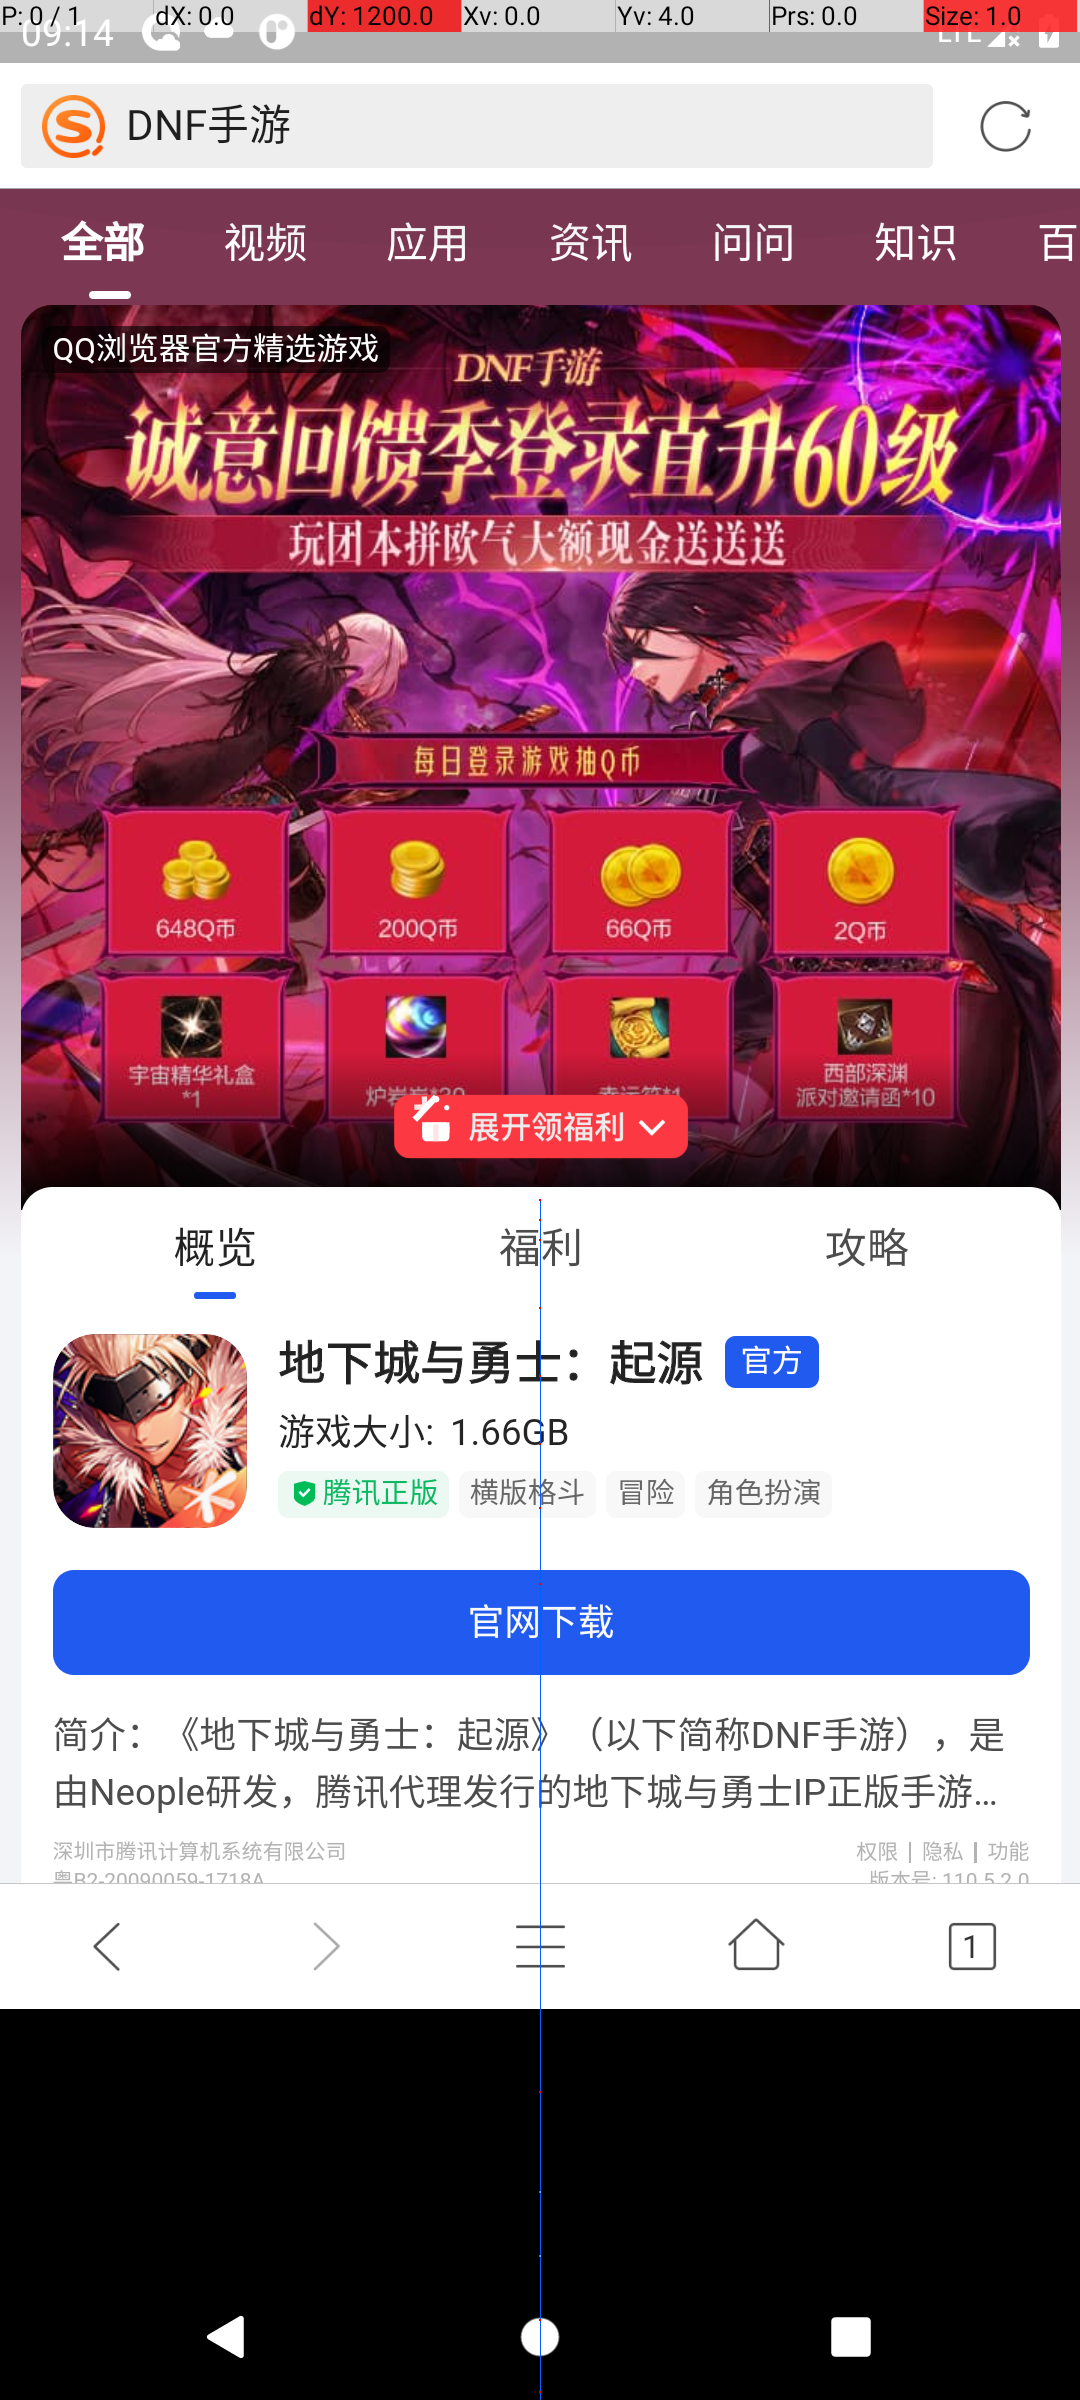 P: 0 / 1 dX: 0.0 dY: 1200.0 Xv: 0.0 Yv: 4.0 Prs: 0.0 Size: 1.0
09:14 LTE
DNF手游
全部 视频 应用 资讯 问问 知识 百
QQ浏览器官方精选游戏
DNF手游
诚意回馈季登录直升60级
玩团本拼欧气大额现金送送送
每日登录游戏抽Q币
648Q币 200Q币 66Q币 2Q币
宇宙精华礼盒 西部深渊
*1 派对邀请函*10
展开领福利
概览 福利 攻略
地下城与勇士：起源 官方
游戏大小: 1.66GB
腾讯正版 横版格斗 冒险 角色扮演
官网下载
简介：《地下城与勇士：起源》（以下简称DNF手游），是
由Neople研发，腾讯代理发行的地下城与勇士IP正版手游...
深圳市腾讯计算机系统有限公司 权限 | 隐私 | 功能
粤B2-20090059-1718A 版本号: 110.5.2.0
1